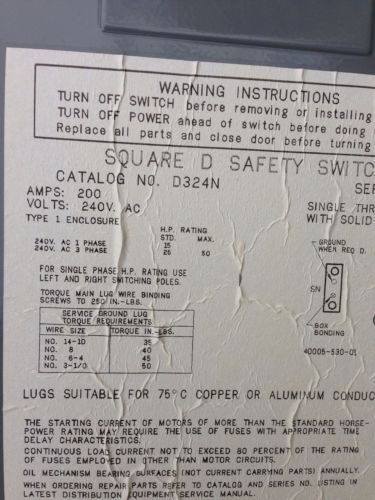 WARNING INSTRUCTIONS
TURN OFF SWITCH before removing or installing
TURN OFF POWER ahead of switch before doing
Replace all parts and close door before turning
SQUARE D SAFETY SWITC
CATALOG NO. D324N
SER
AMPS: 200
VOLTS: 240V. AC
TYPE 1 ENCLOSURE
SINGLE THR
WITH SOLID
H.P. RATING
STD. MAX.
240V. AC 1 PHASE 15
240V. AC 3 PHASE 25 50
GROUND
WHEN REQ D.
FOR SINGLE PHASE H.P. RATING USE
LEFT AND RIGHT SWITCHING POLES.
SN
TORQUE MAIN LUG WIRE BINDING
SCREWS TO 250 IN.-LBS.
SERVICE GROUND LUG
TORQUE REQUIREMENTS
WIRE SIZE TORQUE IN.-LBS.
NO. 14-10 35
NO. 8 40
NO. 6-4 45
NO. 3-1/0 50
BOX
BONDING
40005-530-01
LUGS SUITABLE FOR 75°C COPPER OR ALUMINUM CONDUC
THE STARTING CURRENT OF MOTORS OF MORE THAN THE STANDARD HORSE-
POWER RATING MAY REQUIRE THE USE OF FUSES WITH APPROPRIATE TIME
DELAY CHARACTERISTICS.
CONTINUOUS LOAD CURRENT NOT TO EXCEED 80 PERCENT OF THE RATING
OF FUSES EMPLOYED IN OTHER THAN MOTOR CIRCUITS.
OIL MECHANISM BEARING SURFACES (NOT CURRENT CARRYING PARTS) ANNUALLY.
WHEN ORDERING REPAIR PARTS REFER TO CATALOG AND SERIES NO. LISTING IN
LATEST DISTRIBUTION EQUIPMENT SERVICE MANUAL.